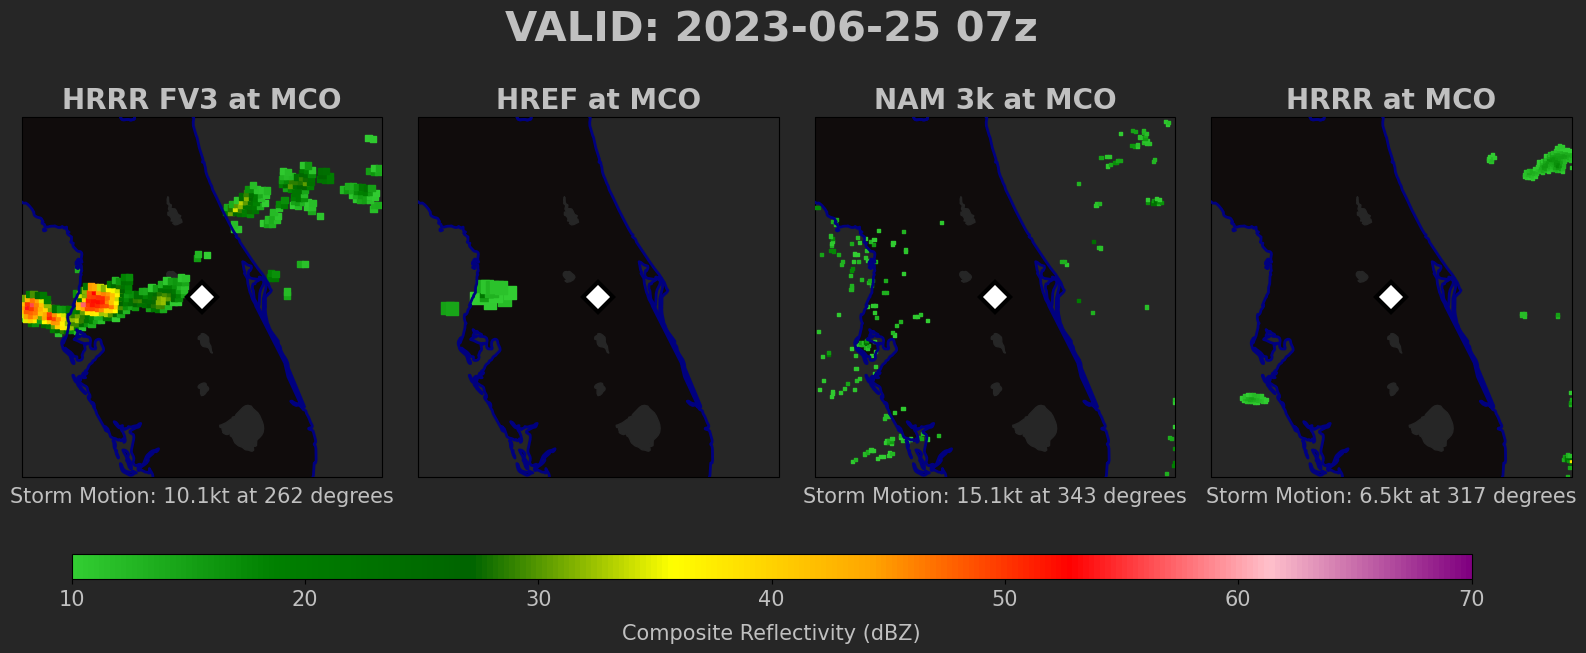 VALID: 2023-06-25 07z
HRRR FV3 at MCO
HREF at MCO
NAM 3k at MCO
HRRR at MCO
Storm Motion: 10.1kt at 262 degrees
Storm Motion: 15.1kt at 343 degrees
Storm Motion: 6.5kt at 317 degrees
10 20 30 40 50 60 70
Composite Reflectivity (dBZ)